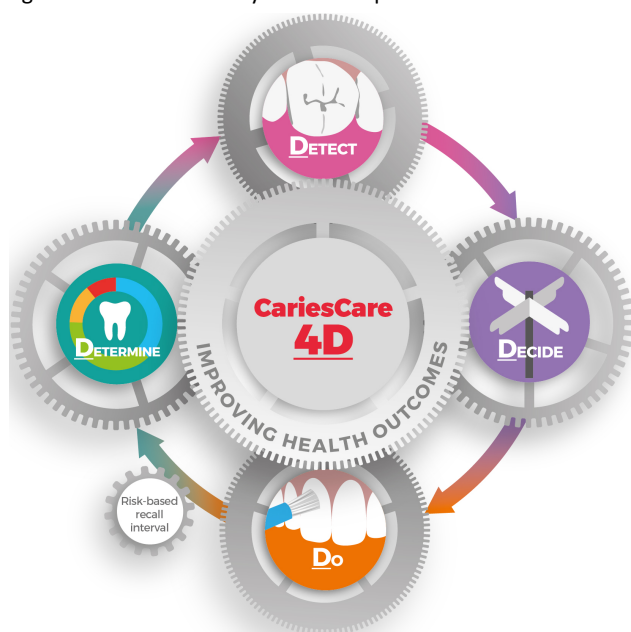 DETECT
CariesCare
4D
IMPROVING HEALTH OUTCOMES
DETERMINE
DECIDE
Risk-based
recall
interval
DO